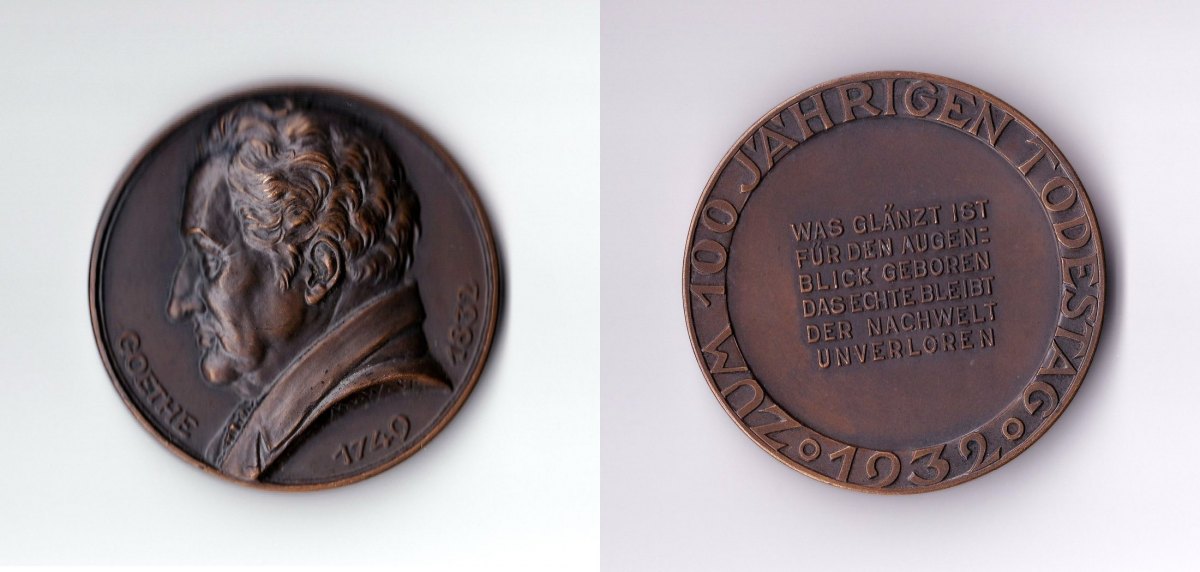 GOETHE
1749
1832
ZUM 100 JÄHRIGEN TODESTAG
1932
WAS GLÄNZT IST
FÜR DEN AUGEN=
BLICK GEBOREN
DAS ECHTE BLEIBT
DER NACHWELT
UNVERLOREN